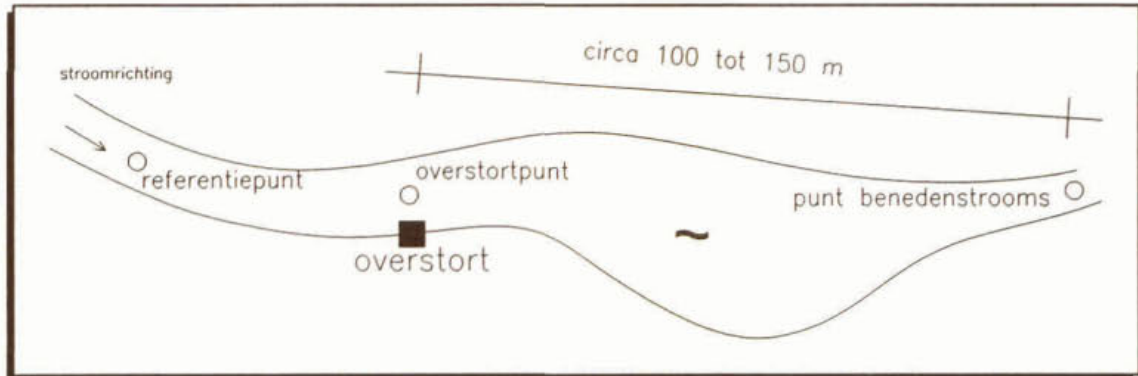 circa 100 tot 150 m
stroomrichting
referentiepunt
overstortpunt
punt benedenstrooms
overstort